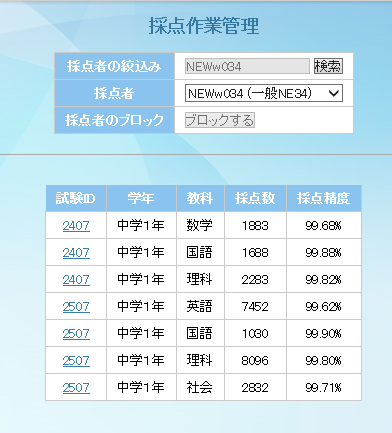 採点作業管理
採点者の絞込み NEWw034 検索
採点者 NEWw034 (一般NE34)
採点者のブロック ブロックする
試験ID 学年 教科 採点数 採点精度
2407 中学1年 数学 1883 99.68%
2407 中学1年 国語 1688 99.88%
2407 中学1年 理科 2283 99.82%
2507 中学1年 英語 7452 99.62%
2507 中学1年 国語 1030 99.90%
2507 中学1年 理科 8096 99.80%
2507 中学1年 社会 2832 99.71%